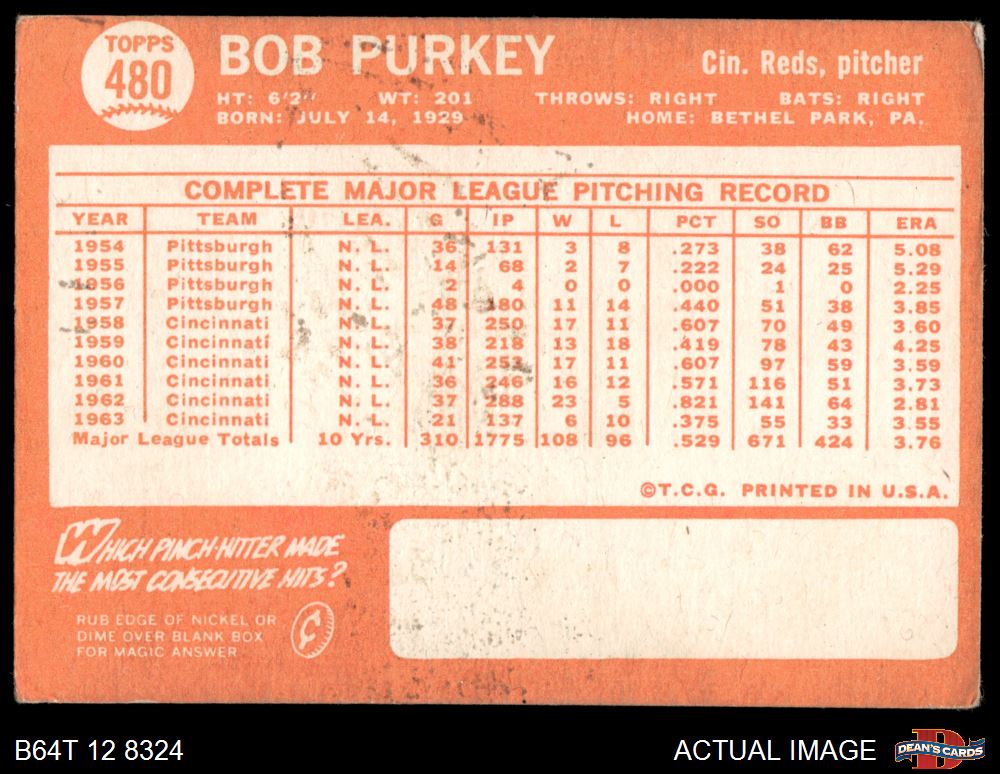 TOPPS
480
BOB PURKEY
Cin. Reds, pitcher
HT: 6'2" WT: 201 THROWS: RIGHT BATS: RIGHT
BORN: JULY 14, 1929 HOME: BETHEL PARK, PA.
COMPLETE MAJOR LEAGUE PITCHING RECORD
YEAR TEAM LEA. G IP W L PCT SO BB ERA
1954 Pittsburgh N. L. 36 131 3 8 .273 38 62 5.08
1955 Pittsburgh N. L. 14 68 2 7 .222 24 25 5.29
1956 Pittsburgh N. L. 2 4 0 0 .000 1 0 2.25
1957 Pittsburgh N. L. 48 180 11 14 .440 51 38 3.85
1958 Cincinnati N. L. 37 250 17 11 .607 70 49 3.60
1959 Cincinnati N. L. 38 218 13 18 .419 78 43 4.25
1960 Cincinnati N. L. 41 253 17 11 .607 97 59 3.59
1961 Cincinnati N. L. 36 246 16 12 .571 116 51 3.73
1962 Cincinnati N. L. 37 288 23 5 .821 141 64 2.81
1963 Cincinnati N. L. 21 137 6 10 .375 55 33 3.55
Major League Totals 10 Yrs. 310 1775 108 96 .529 671 424 3.76
©T.C.G. PRINTED IN U.S.A.
WHICH PINCH-HITTER MADE
THE MOST CONSECUTIVE HITS?
RUB EDGE OF NICKEL OR
DIME OVER BLANK BOX
FOR MAGIC ANSWER
¢
B64T 12 8324
ACTUAL IMAGE
DEAN'S CARDS